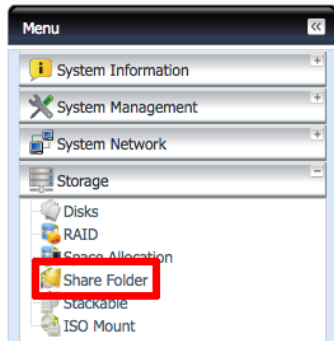 Menu
System Information
System Management
System Network
Storage
Disks
RAID
Space Allocation
Share Folder
Stackable
ISO Mount